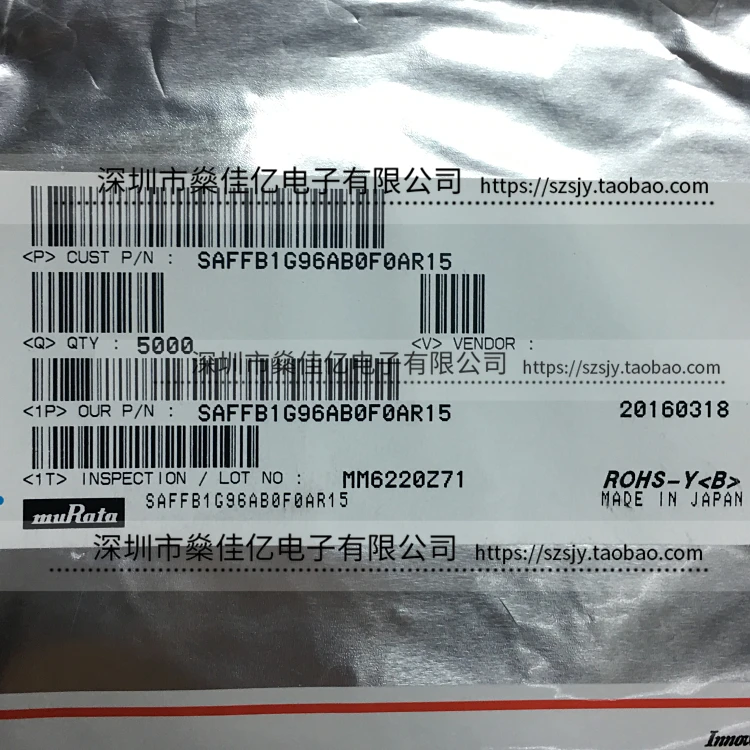 深圳市燊佳亿电子有限公司 https://szsjy.taobao.com
<P> CUST P/N : SAFFB1G96AB0F0AR15
<Q> QTY : 5000 <V> VENDOR :
深圳市燊佳亿电子有限公司 https://szsjy.taobao.com
<1P> OUR P/N : SAFFB1G96AB0F0AR15 20160318
<1T> INSPECTION / LOT NO : MM6220Z71 ROHS-Y<B>
muRata SAFFB1G96AB0F0AR15 MADE IN JAPAN
深圳市燊佳亿电子有限公司 https://szsjy.taobao.com